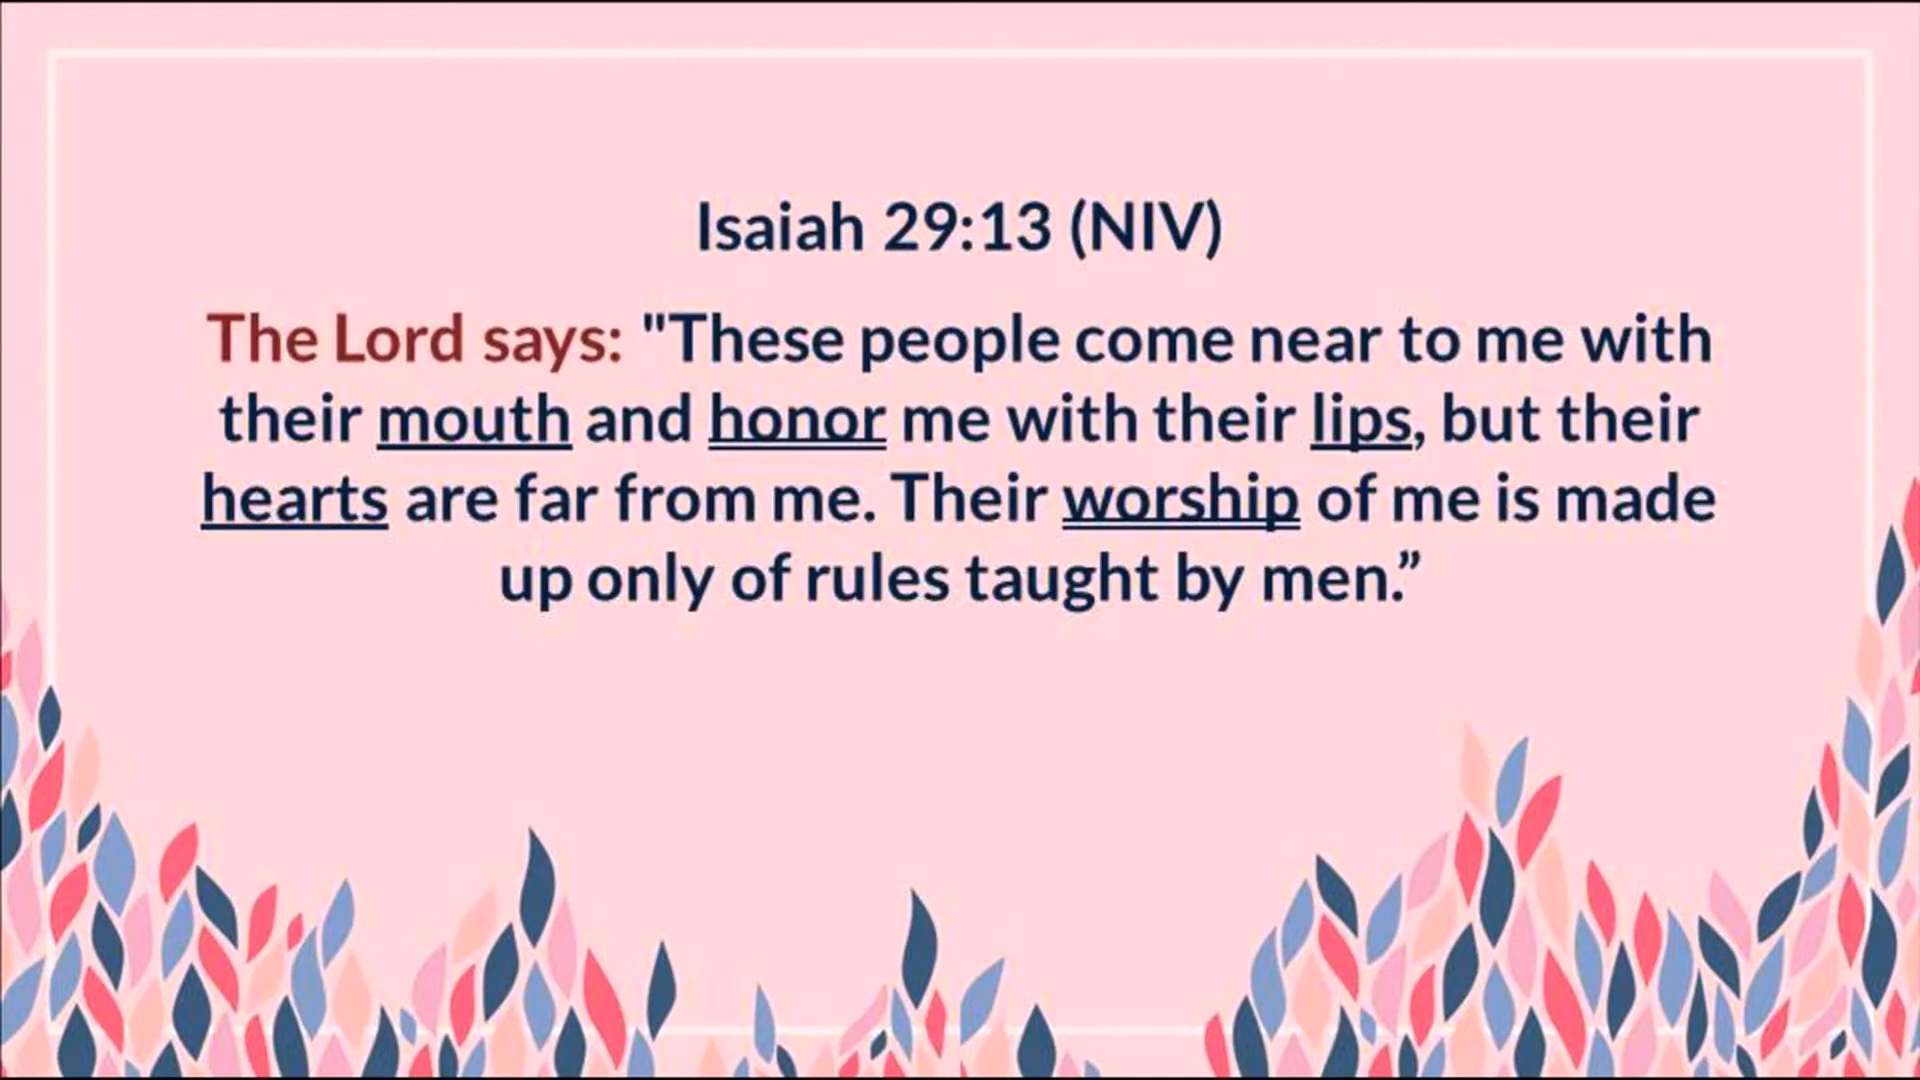 Isaiah 29:13 (NIV)
The Lord says: "These people come near to me with
their mouth and honor me with their lips, but their
hearts are far from me. Their worship of me is made
up only of rules taught by men.”